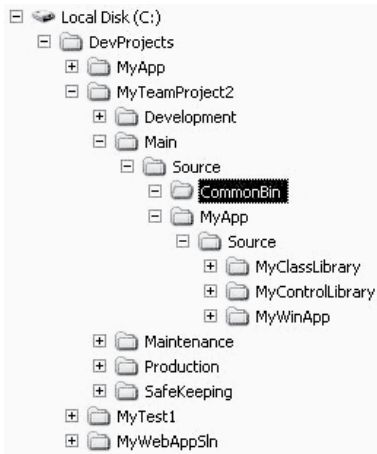 Local Disk (C:)
DevProjects
MyApp
MyTeamProject2
Development
Main
Source
CommonBin
MyApp
Source
MyClassLibrary
MyControlLibrary
MyWinApp
Maintenance
Production
SafeKeeping
MyTest1
MyWebAppSln